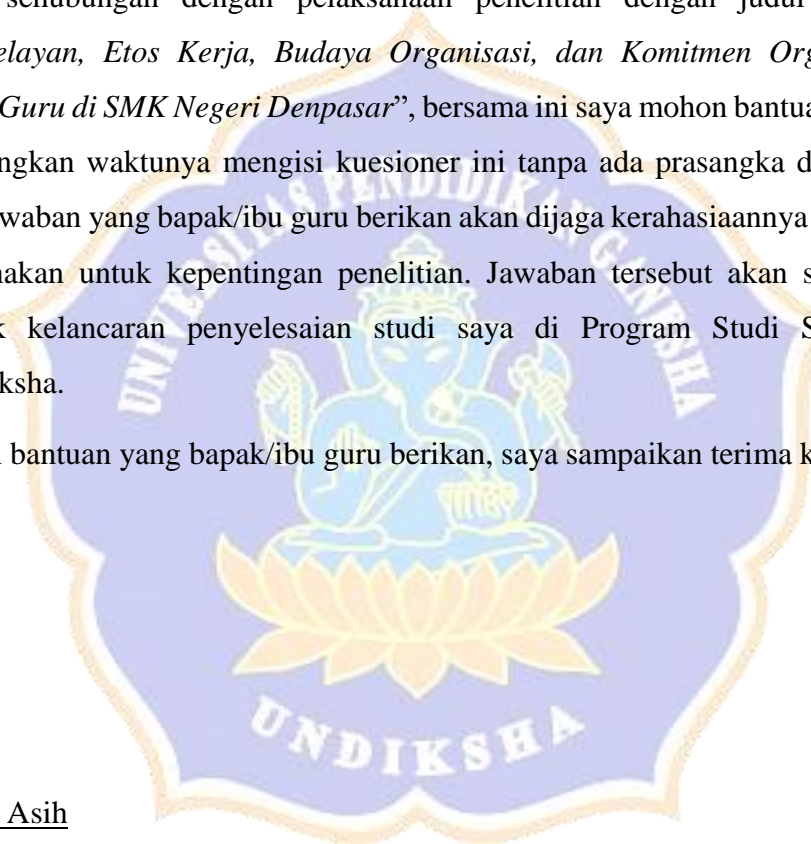 sehubungan dengan pelaksanaan penelitian dengan judul
elayan, Etos Kerja, Budaya Organisasi, dan Komitmen Org
Guru di SMK Negeri Denpasar”, bersama ini saya mohon bantua
ngkan waktunya mengisi kuesioner ini tanpa ada prasangka d
waban yang bapak/ibu guru berikan akan dijaga kerahasiaannya
nakan untuk kepentingan penelitian. Jawaban tersebut akan s
k kelancaran penyelesaian studi saya di Program Studi S
ksha.
bantuan yang bapak/ibu guru berikan, saya sampaikan terima k
UNIVERSITAS PENDIDIKAN GANESHA
UNDIKSHA
Asih